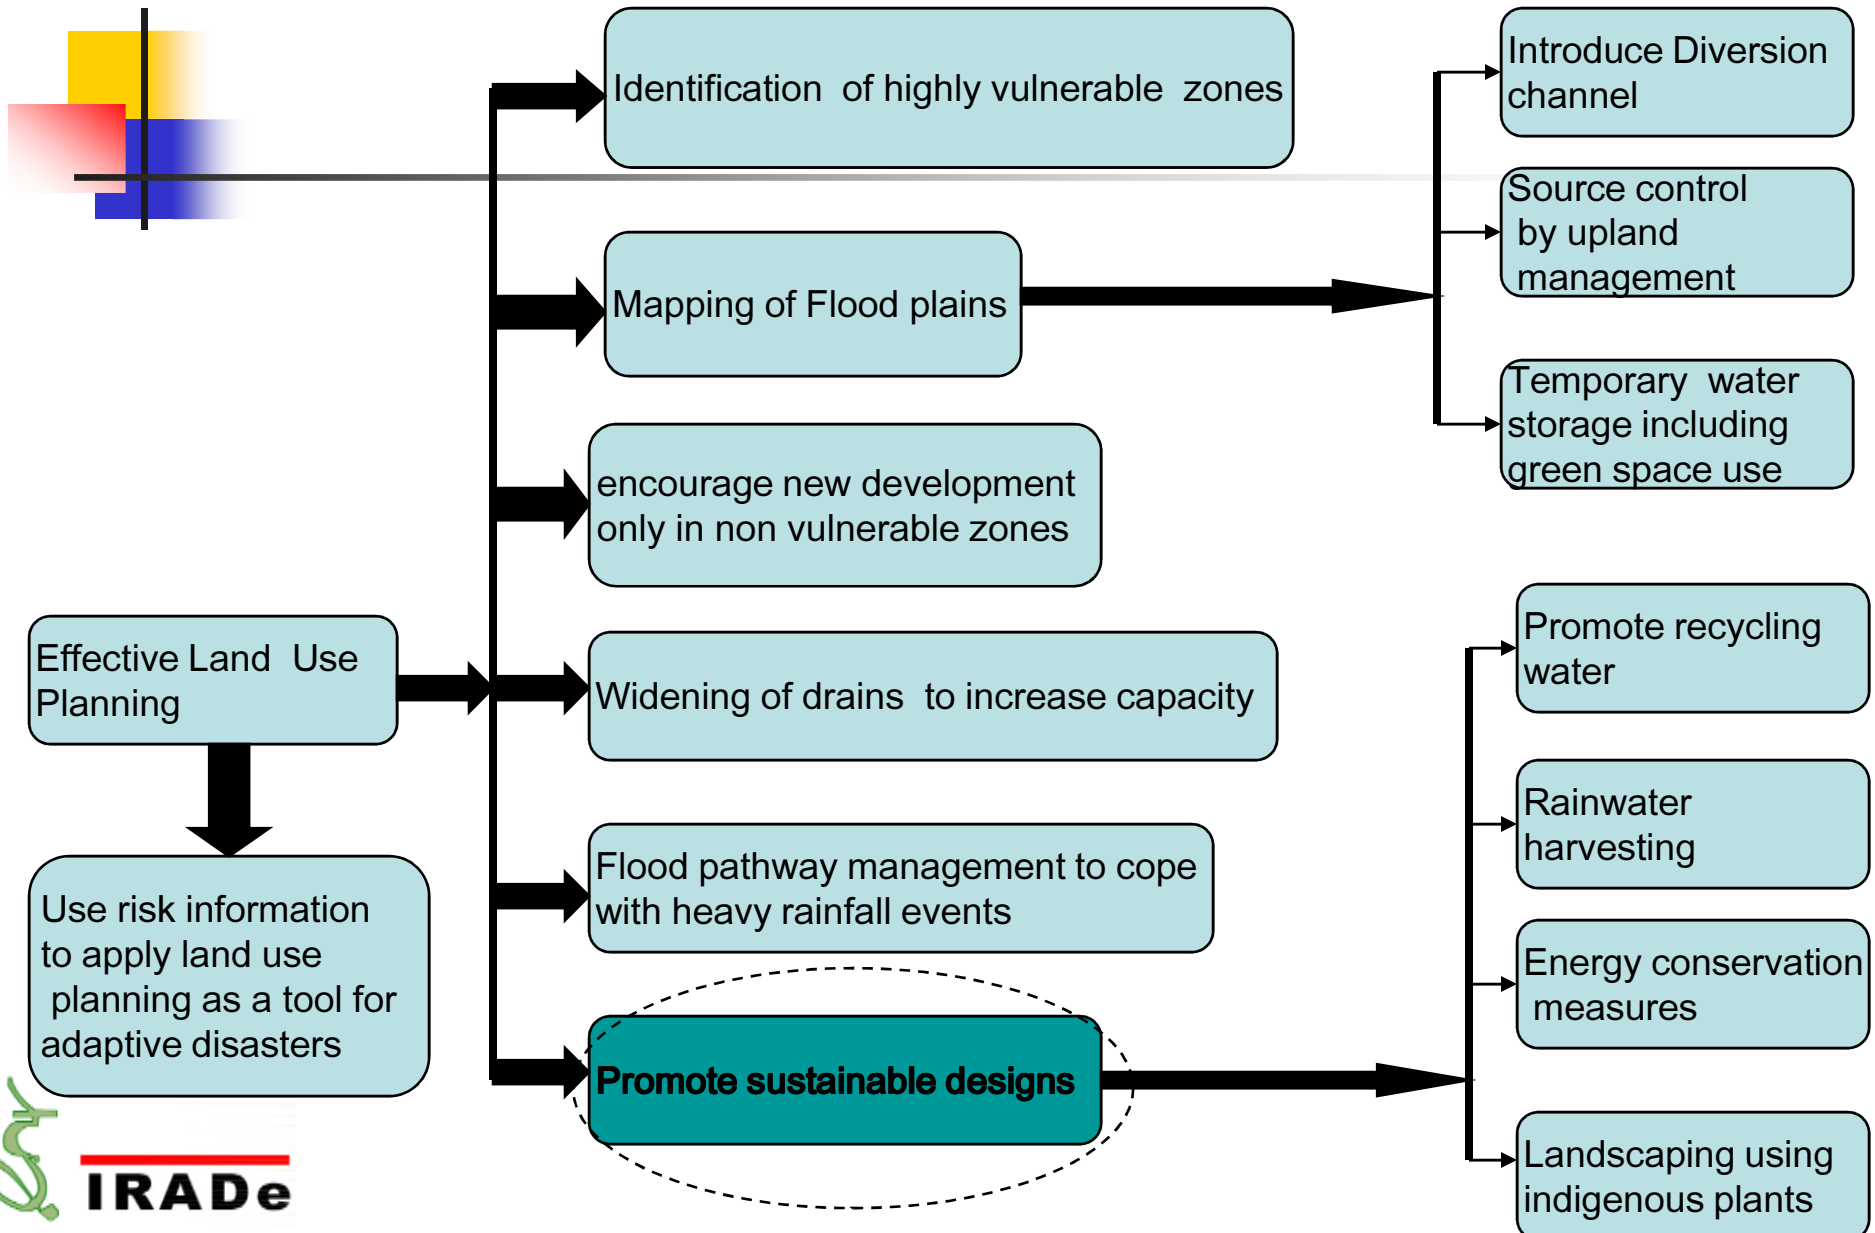 Identification of highly vulnerable zones
Mapping of Flood plains
encourage new development
only in non vulnerable zones
Effective Land Use
Planning
Widening of drains to increase capacity
Use risk information
to apply land use
planning as a tool for
adaptive disasters
Flood pathway management to cope
with heavy rainfall events
Promote sustainable designs
Introduce Diversion
channel
Source control
by upland
management
Temporary water
storage including
green space use
Promote recycling
water
Rainwater
harvesting
Energy conservation
measures
Landscaping using
indigenous plants
IRADe